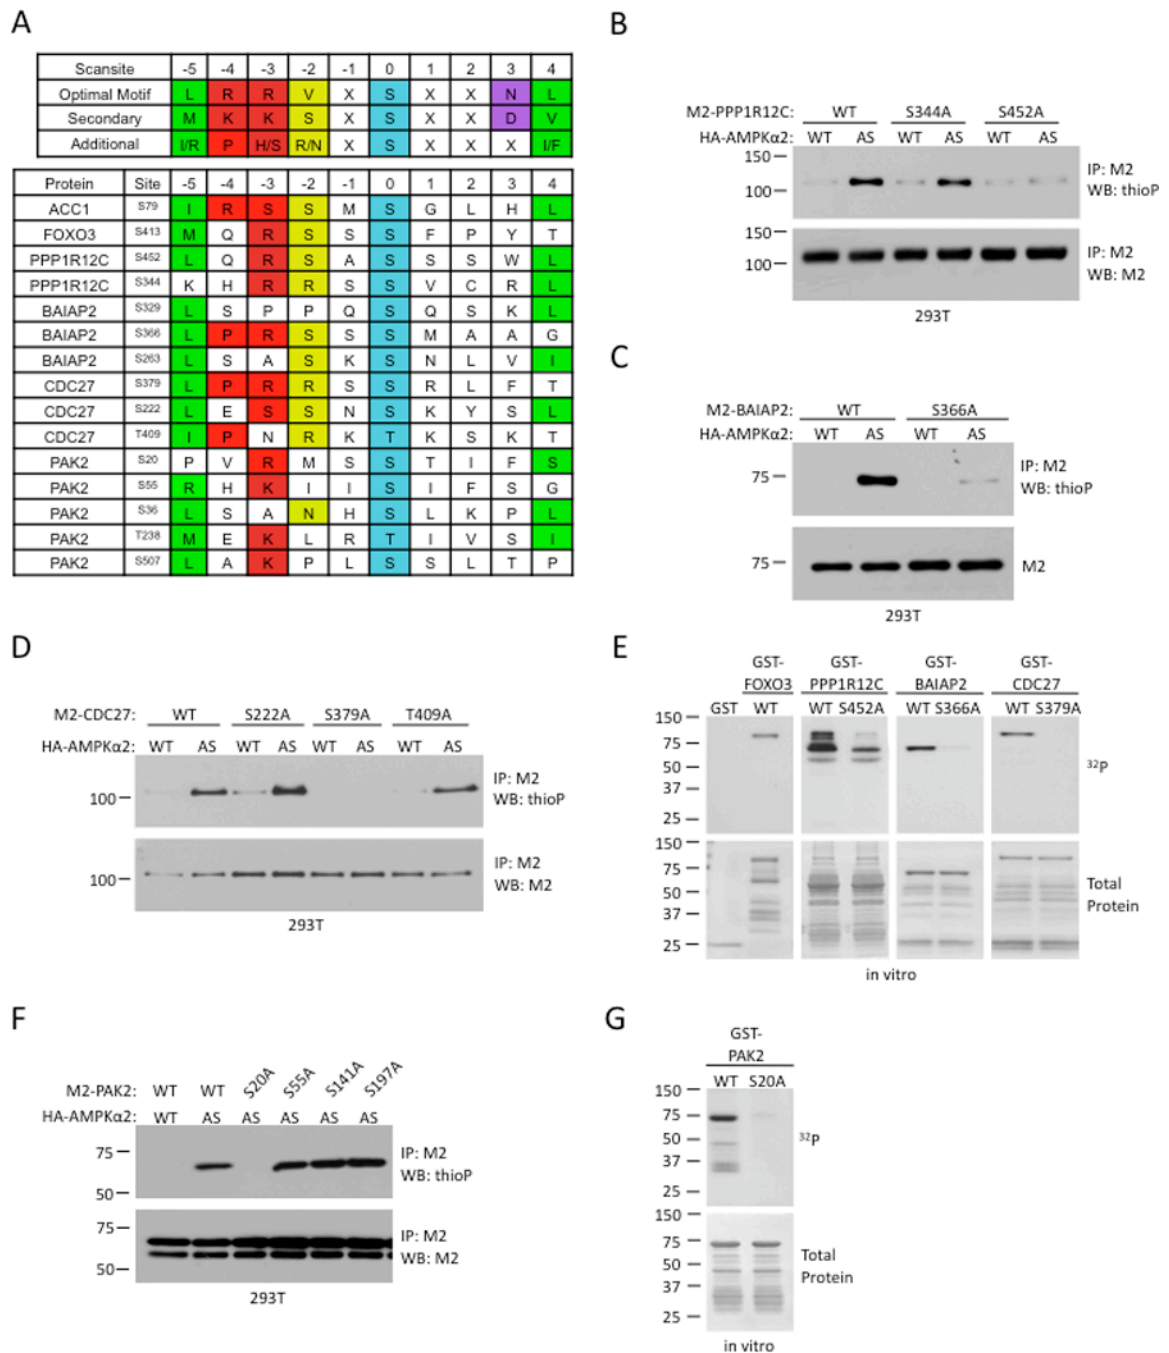 A
Scansite -5 -4 -3 -2 -1 0 1 2 3 4
Optimal Motif L R R V X S X X N L
Secondary M K K S X S X X D V
Additional I/R P H/S R/N X S X X X I/F
Protein Site -5 -4 -3 -2 -1 0 1 2 3 4
ACC1 S79 I R S S M S G L H L
FOXO3 S413 M Q R S S S F P Y T
PPP1R12C S452 L Q R S A S S S W L
PPP1R12C S344 K H R R S S V C R L
BAIAP2 S329 L S P P Q S Q S K L
BAIAP2 S366 L P R S S S M A A G
BAIAP2 S263 L S A S K S N L V I
CDC27 S379 L P R R S S R L F T
CDC27 S222 L E S S N S K Y S L
CDC27 T409 I P N R K T K S K T
PAK2 S20 P V R M S S T I F S
PAK2 S55 R H K I I S I F S G
PAK2 S36 L S A N H S L K P L
PAK2 T238 M E K L R T I V S I
PAK2 S507 L A K P L S S L T P
B
M2-PPP1R12C: WT S344A S452A
HA-AMPKα2: WT AS WT AS WT AS
150
100
IP: M2
WB: thioP
150
100
IP: M2
WB: M2
293T
C
M2-BAIAP2: WT S366A
HA-AMPKα2: WT AS WT AS
75
IP: M2
WB: thioP
75
M2
293T
D
M2-CDC27: WT S222A S379A T409A
HA-AMPKα2: WT AS WT AS WT AS WT AS
100
IP: M2
WB: thioP
100
IP: M2
WB: M2
293T
E
GST-FOXO3
GST-PPP1R12C
GST-BAIAP2
GST-CDC27
GST WT WT S452A WT S366A WT S379A
150
75
50
37
25
32P
150
75
50
37
25
Total
Protein
in vitro
F
M2-PAK2: WT WT S20A S55A S141A S197A
HA-AMPKα2: WT AS AS AS AS AS
75
50
IP: M2
WB: thioP
75
50
IP: M2
WB: M2
293T
G
GST-
PAK2
WT S20A
150
75
50
37
25
32P
150
75
50
37
25
Total
Protein
in vitro